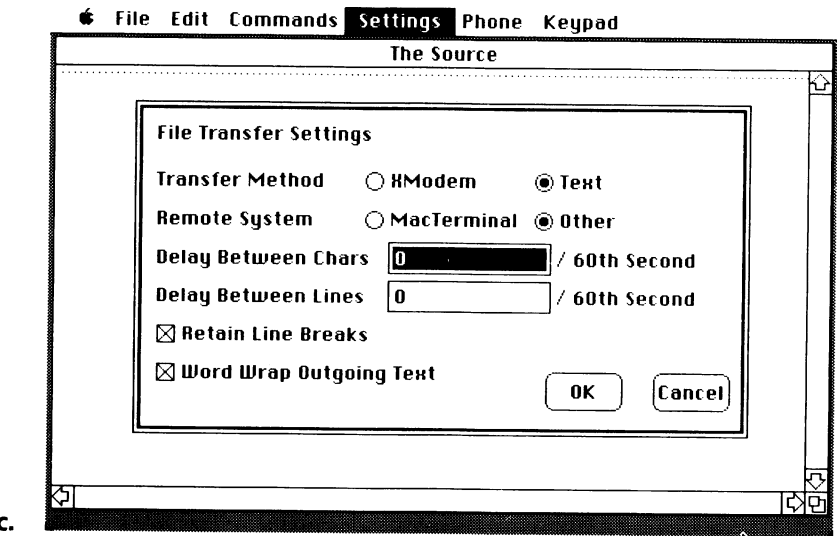 File Edit Commands Settings Phone Keypad
The Source
File Transfer Settings
Transfer Method XModem Text
Remote System MacTerminal Other
Delay Between Chars 0 / 60th Second
Delay Between Lines 0 / 60th Second
Retain Line Breaks
Word Wrap Outgoing Text
OK Cancel
c.